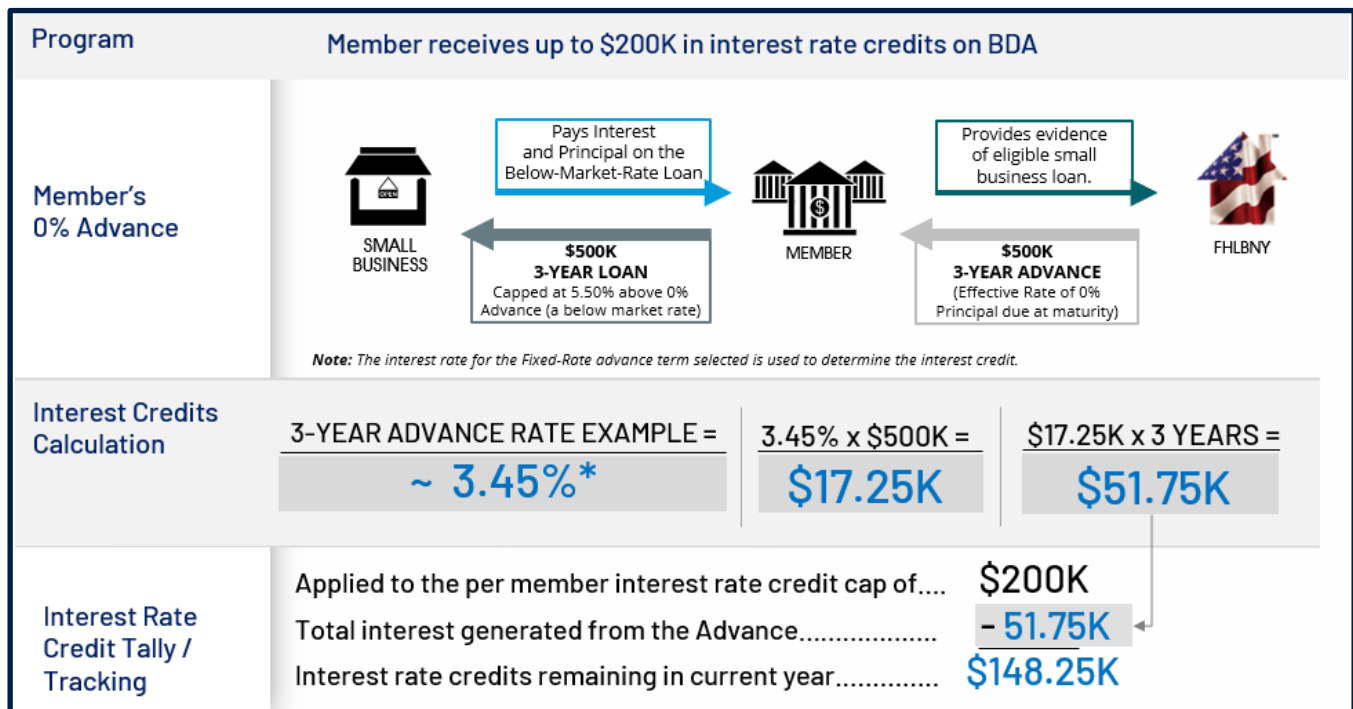 Program
Member receives up to $200K in interest rate credits on BDA
Member's
0% Advance
Pays Interest
and Principal on the
Below-Market-Rate Loan
Provides evidence
of eligible small
business loan.
OPEN
$
SMALL
BUSINESS
MEMBER
FHLBNY
$500K
3-YEAR LOAN
Capped at 5.50% above 0%
Advance (a below market rate)
$500K
3-YEAR ADVANCE
(Effective Rate of 0%
Principal due at maturity)
Note: The interest rate for the Fixed-Rate advance term selected is used to determine the interest credit.
Interest Credits
Calculation
3-YEAR ADVANCE RATE EXAMPLE =
~ 3.45%*
3.45% x $500K =
$17.25K
$17.25K x 3 YEARS =
$51.75K
Interest Rate
Credit Tally /
Tracking
Applied to the per member interest rate credit cap of.... $200K
Total interest generated from the Advance................... - 51.75K
Interest rate credits remaining in current year.............. $148.25K